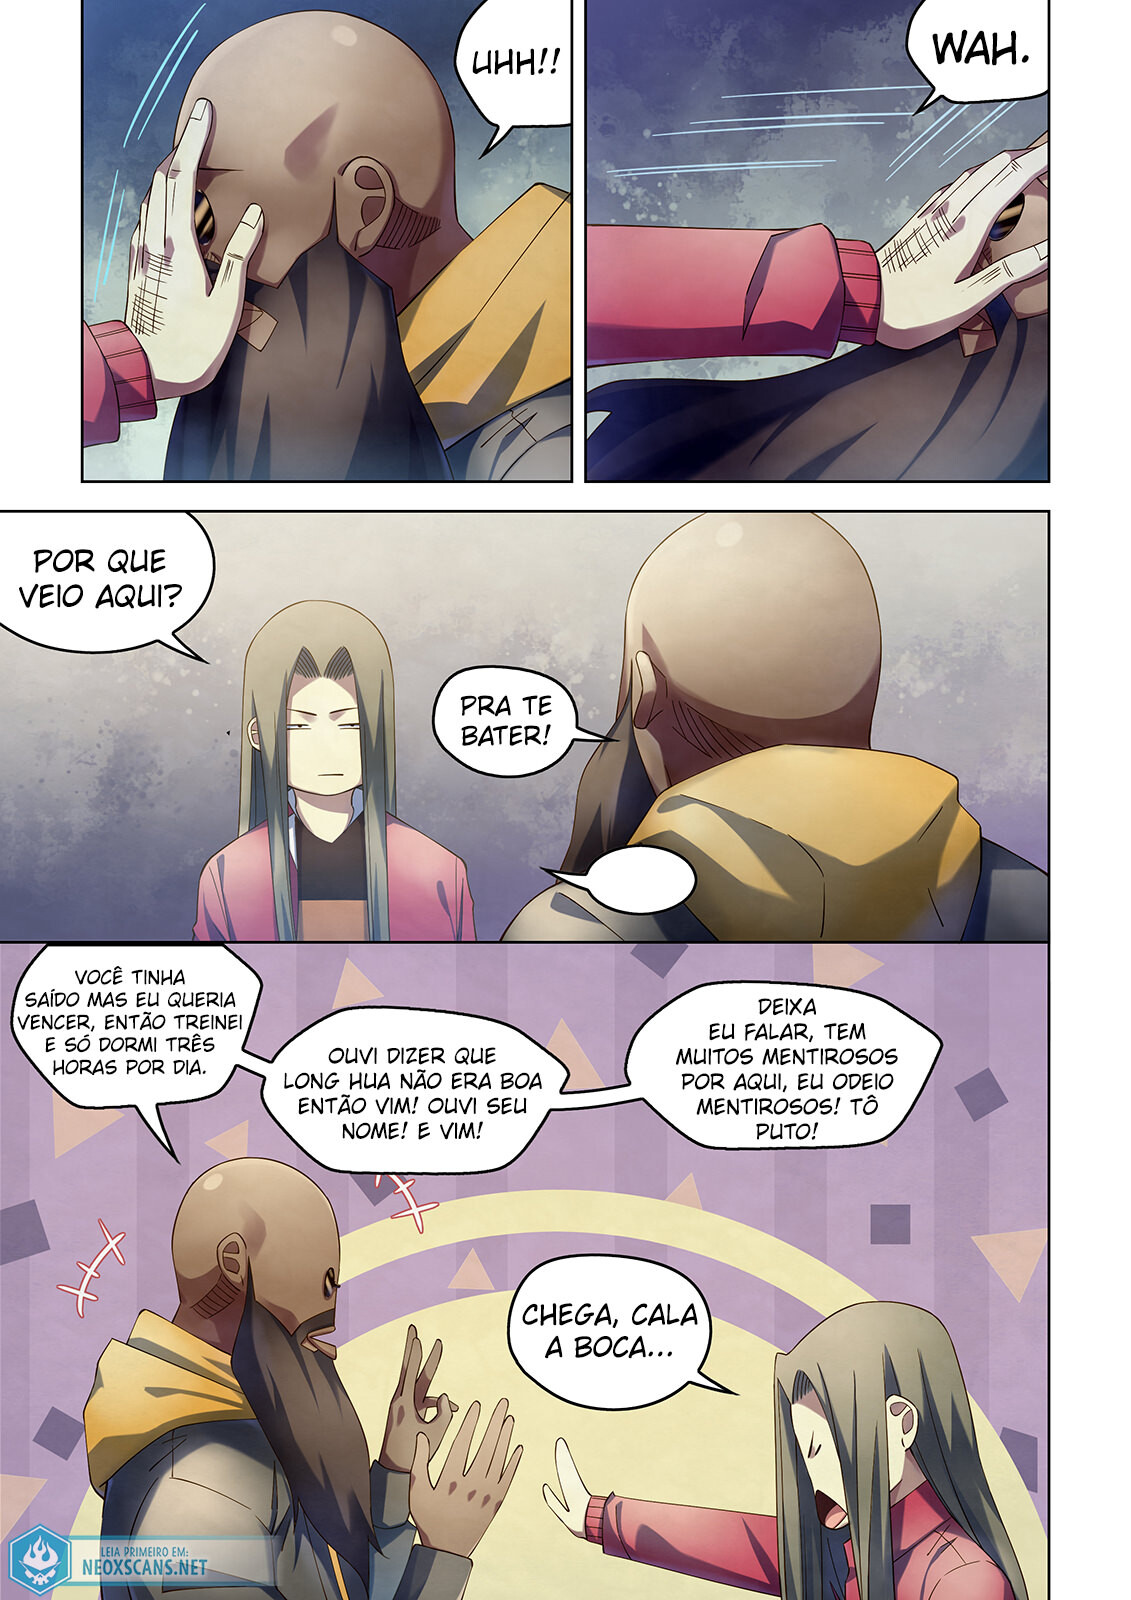 UHH!!
WAH.
POR QUE
VEIO AQUI?
PRA TE
BATER!
VOCÊ TINHA
SAÍDO MAS EU QUERIA
VENCER, ENTÃO TREINEI
E SÓ DORMI TRÊS
HORAS POR DIA.
OUVI DIZER QUE
LONG HUA NÃO ERA BOA
ENTÃO VIM! OUVI SEU
NOME! E VIM!
DEIXA
EU FALAR, TEM
MUITOS MENTIROSOS
POR AQUI, EU ODEIO
MENTIROSOS! TÔ
PUTO!
CHEGA, CALA
A BOCA...
LEIA PRIMEIRO EM:
NEOXSCANS.NET